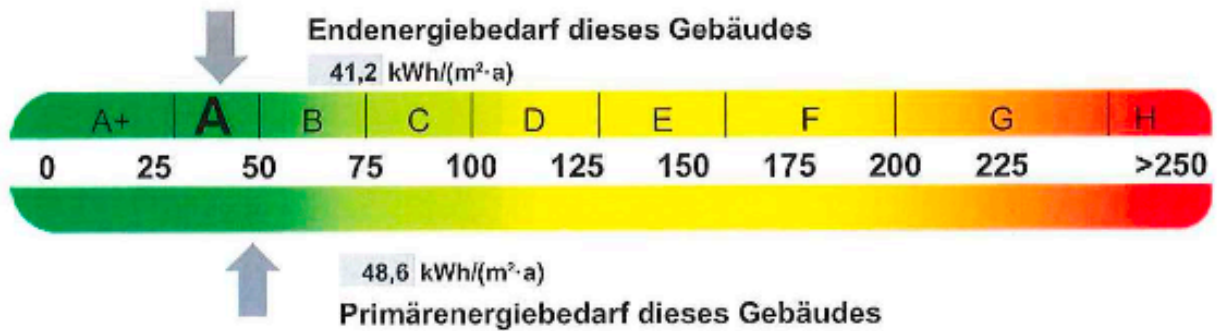 Endenergiebedarf dieses Gebäudes
41,2 kWh/(m²·a)
A+ A B C D E F G H
0 25 50 75 100 125 150 175 200 225 >250
48,6 kWh/(m²·a)
Primärenergiebedarf dieses Gebäudes